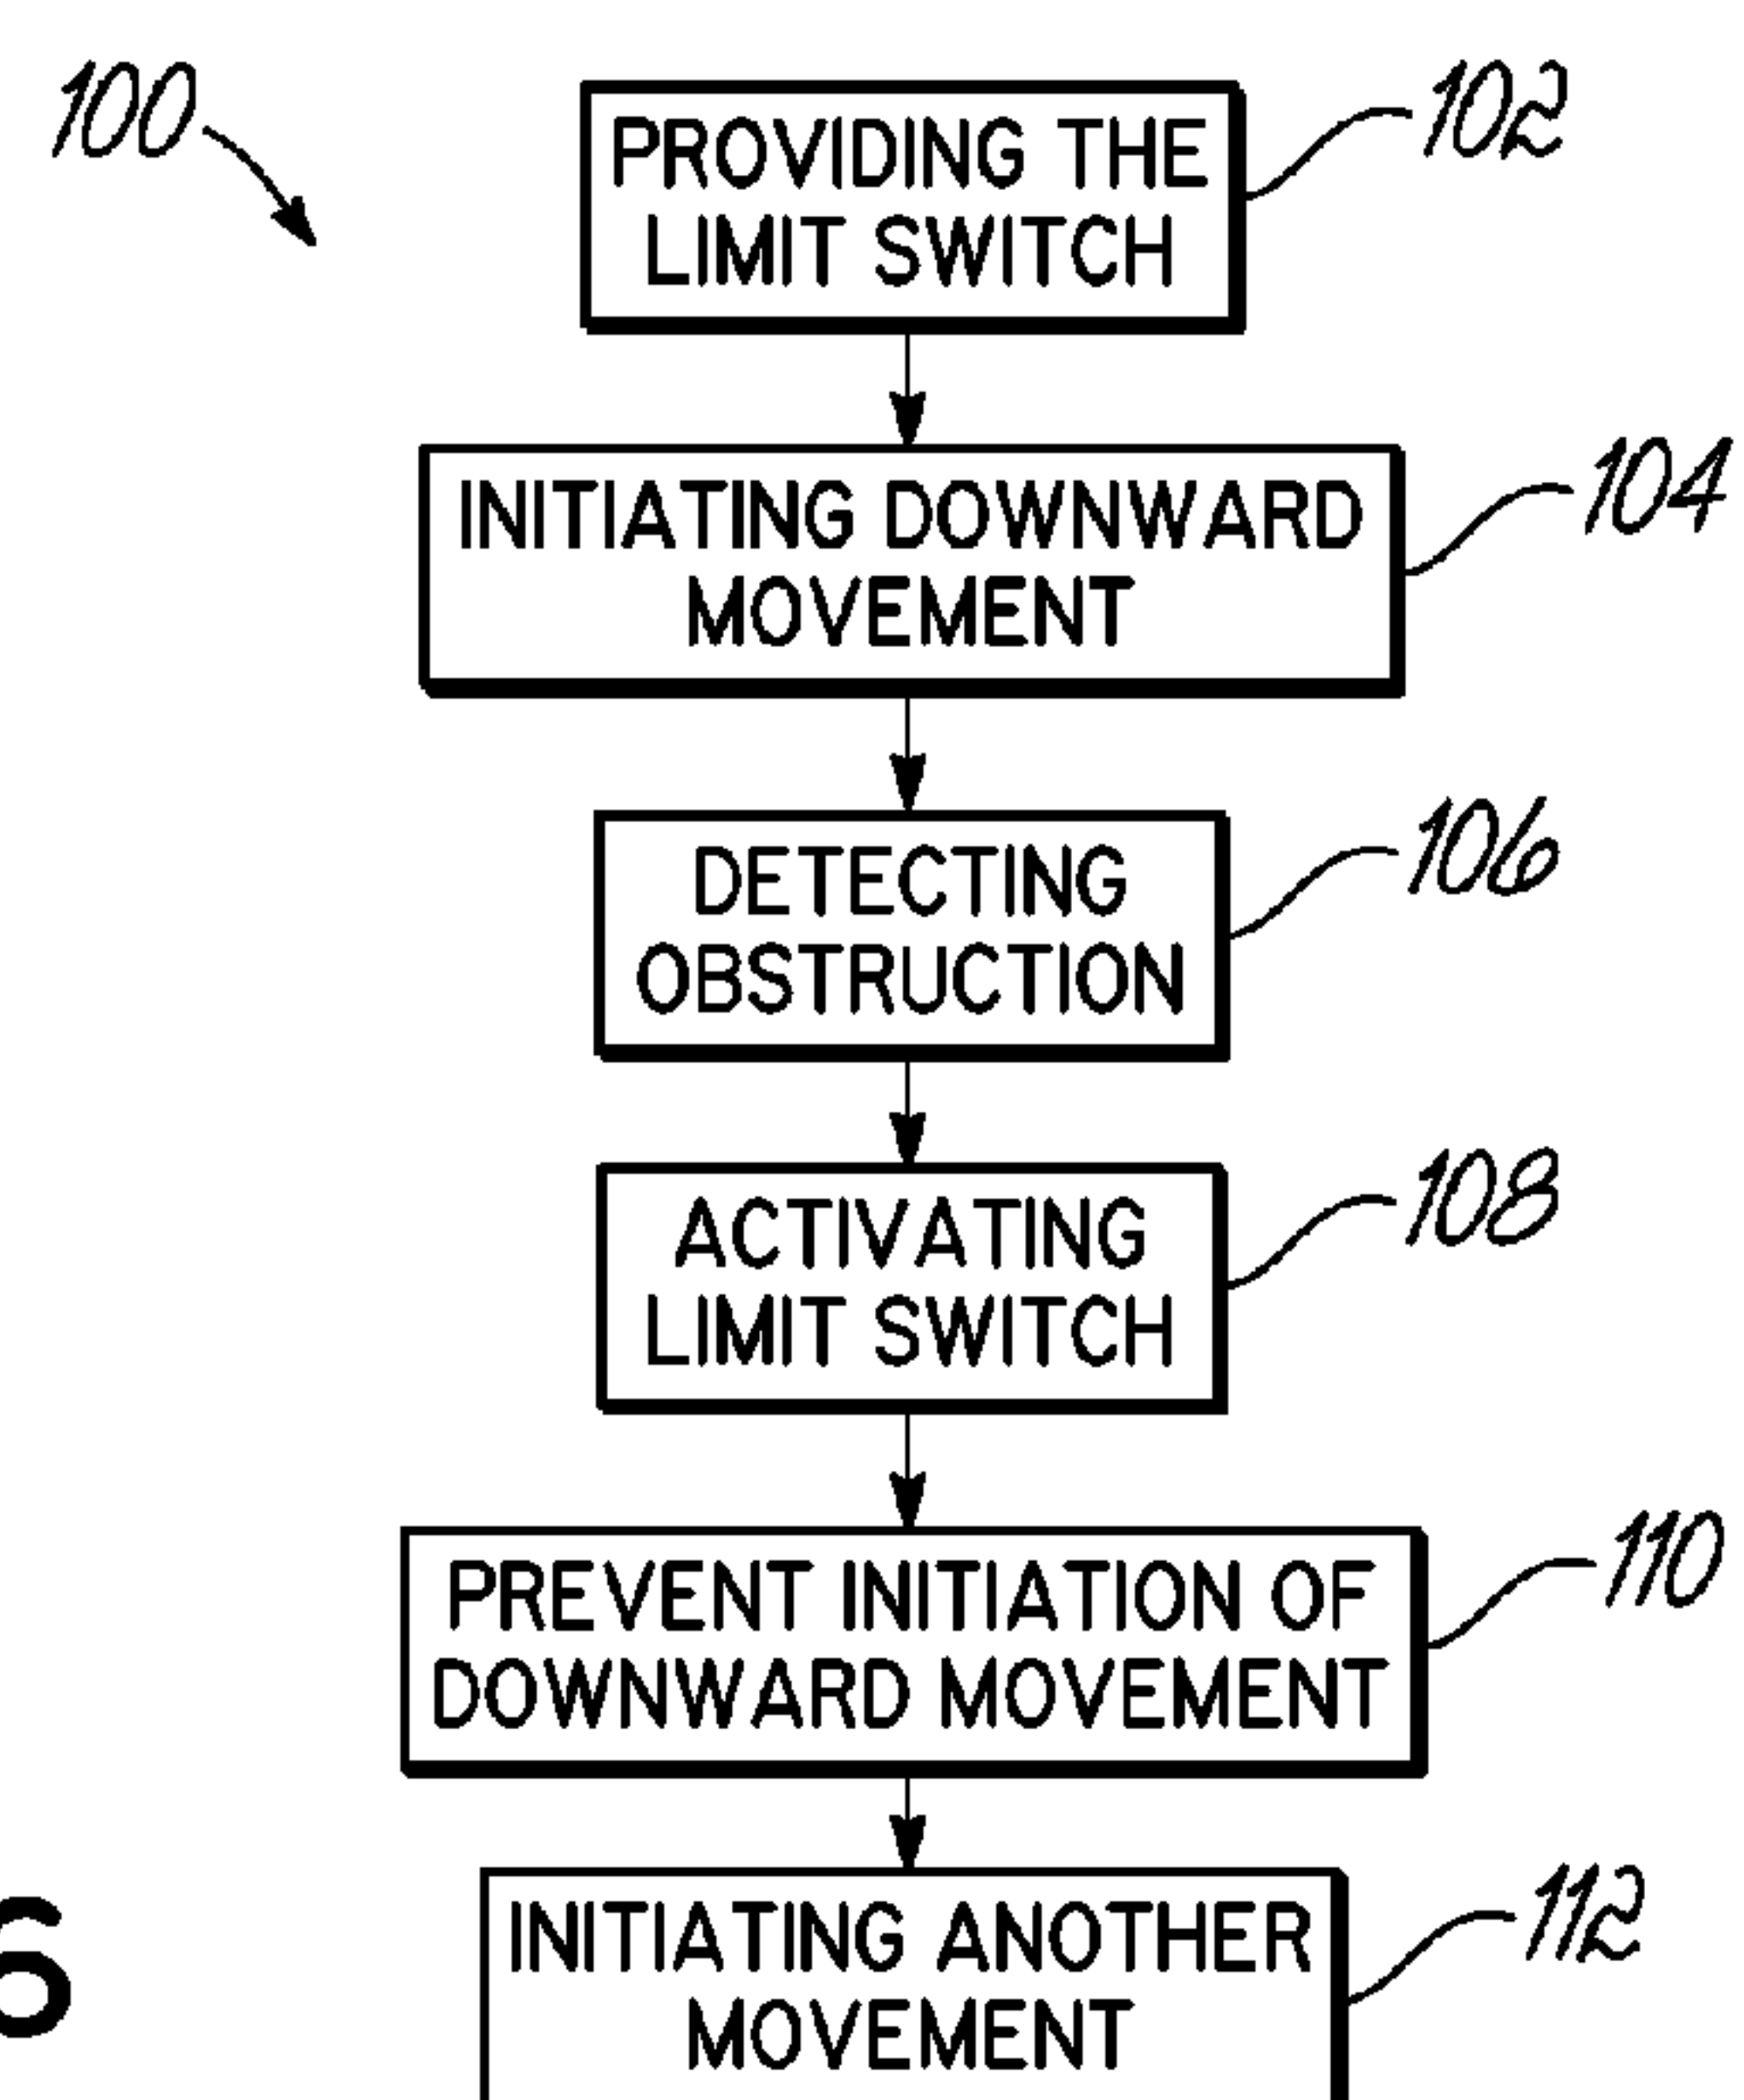 100
PROVIDING THE
LIMIT SWITCH
102
INITIATING DOWNWARD
MOVEMENT
104
DETECTING
OBSTRUCTION
106
ACTIVATING
LIMIT SWITCH
108
PREVENT INITIATION OF
DOWNWARD MOVEMENT
110
INITIATING ANOTHER
MOVEMENT
112
6